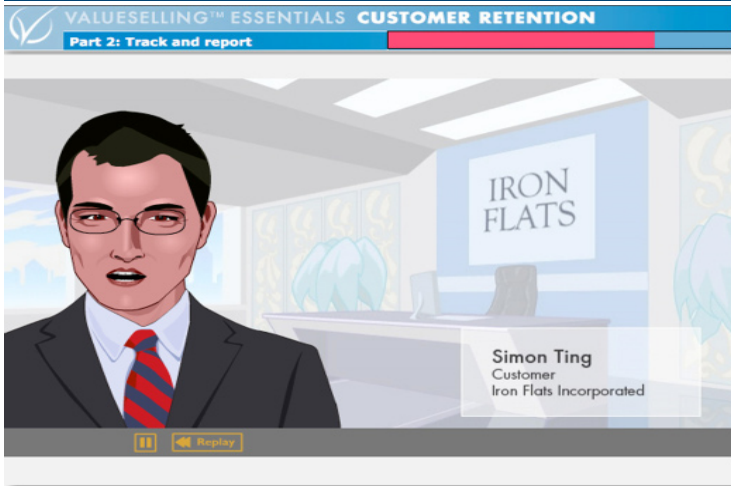 VALUESELLING™ ESSENTIALS CUSTOMER RETENTION
Part 2: Track and report
IRON
FLATS
Simon Ting
Customer
Iron Flats Incorporated
Replay